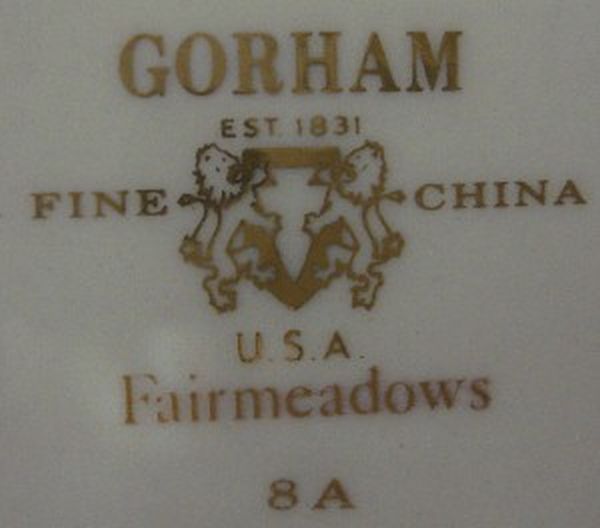 GORHAM
EST. 1831
FINE CHINA
U.S.A.
Fairmeadows
8A